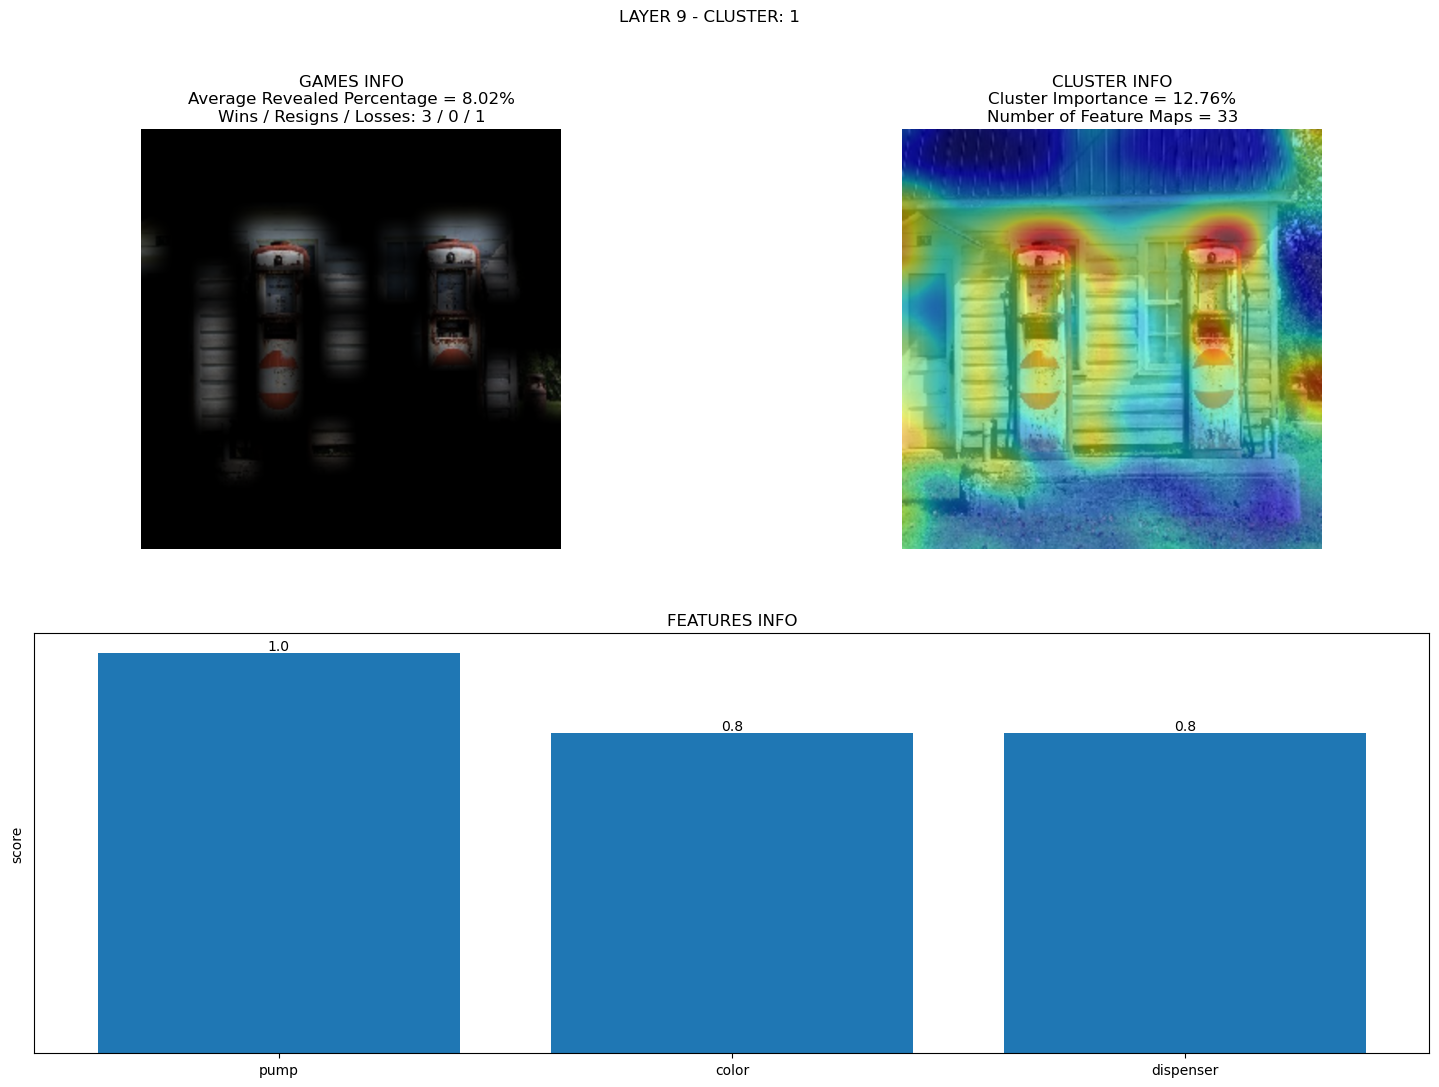 LAYER 9 - CLUSTER: 1
GAMES INFO
Average Revealed Percentage = 8.02%
Wins / Resigns / Losses: 3 / 0 / 1
CLUSTER INFO
Cluster Importance = 12.76%
Number of Feature Maps = 33
FEATURES INFO
score
1.0
0.8
0.8
pump
color
dispenser